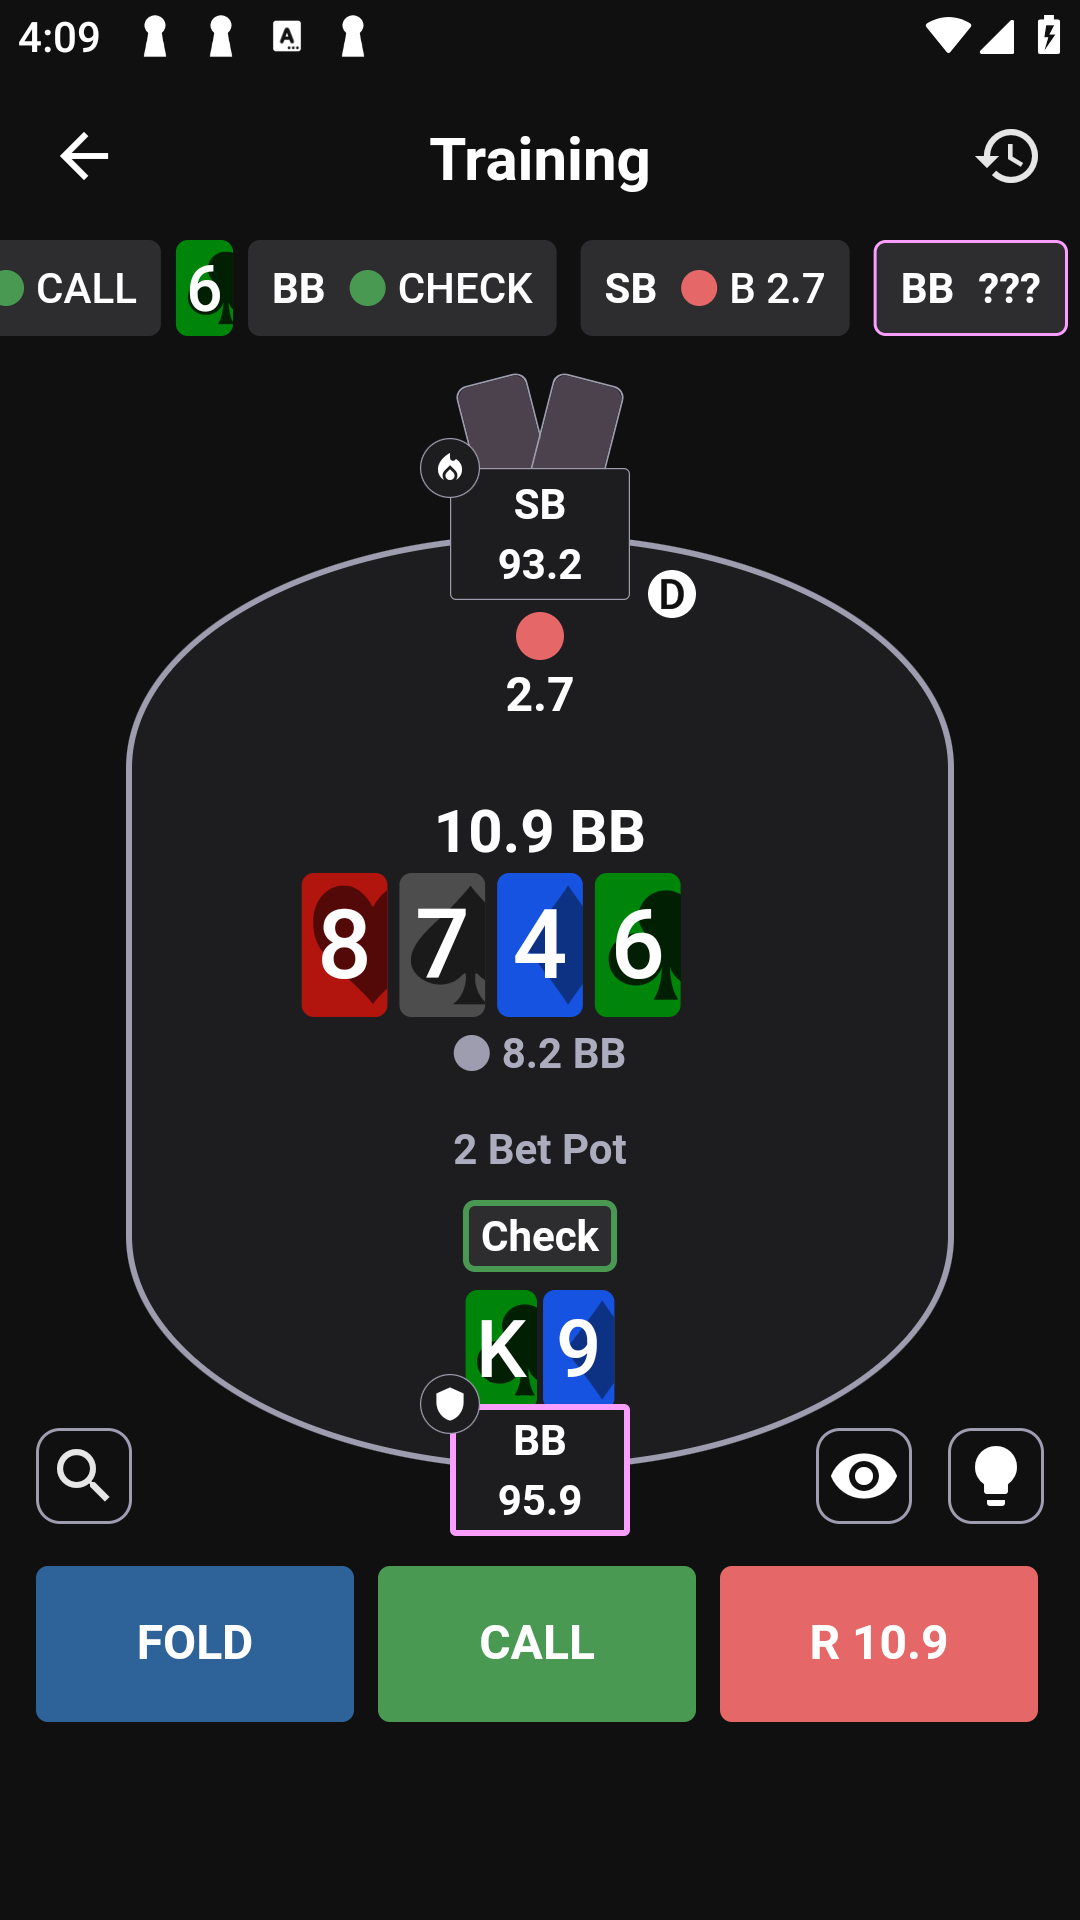 4:09
Training
CALL 6 BB CHECK SB B 2.7 BB ???
SB
93.2
D
2.7
10.9 BB
8 7 4 6
8.2 BB
2 Bet Pot
Check
K 9
BB
95.9
FOLD CALL R 10.9